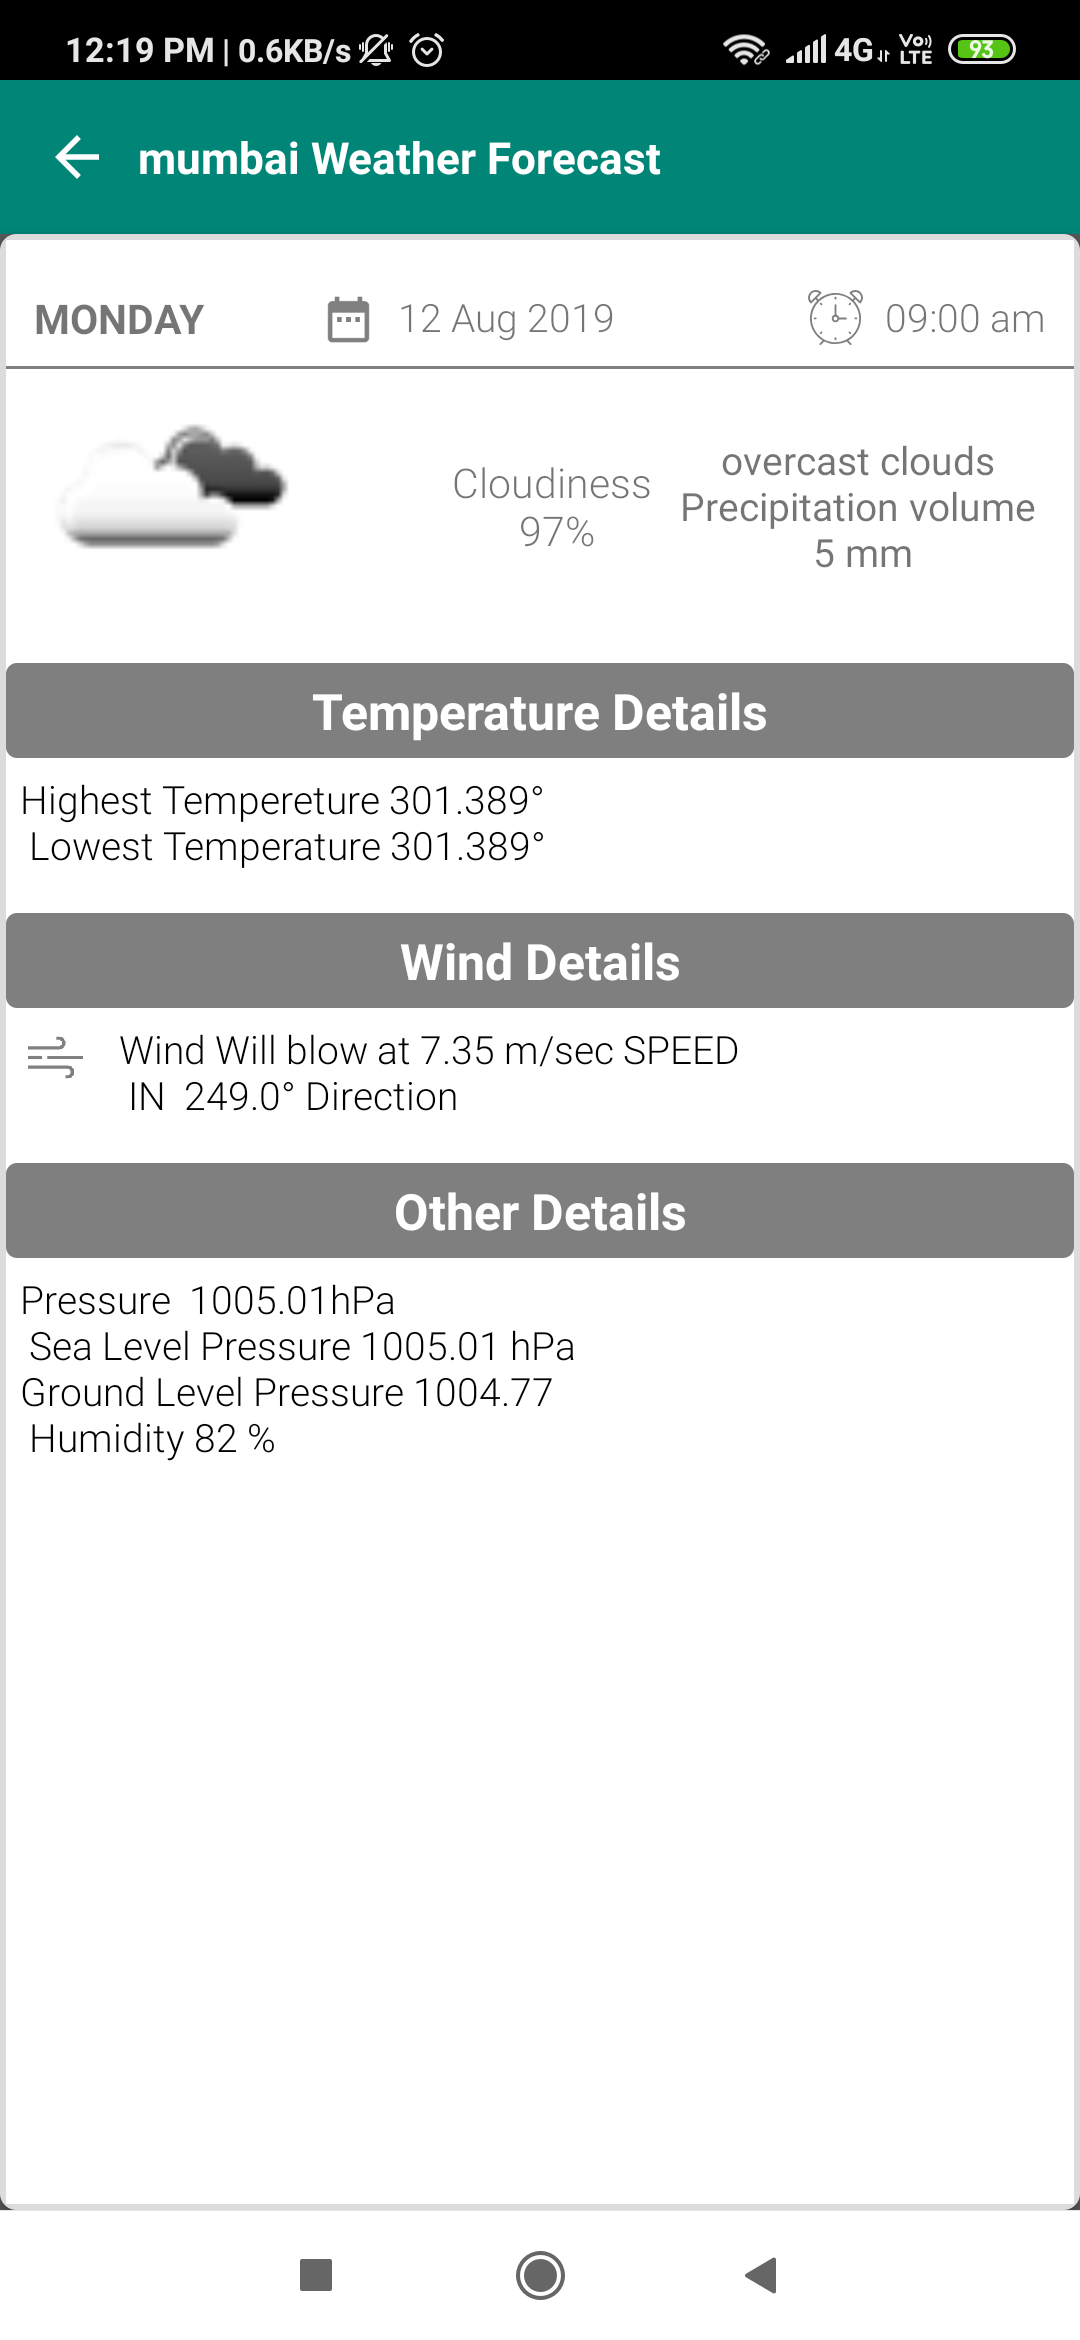 12:19 PM | 0.6KB/s 4G Vo) LTE 93
mumbai Weather Forecast
MONDAY 12 Aug 2019 09:00 am
Cloudiness
97%
overcast clouds
Precipitation volume
5 mm
Temperature Details
Highest Tempereture 301.389°
Lowest Temperature 301.389°
Wind Details
Wind Will blow at 7.35 m/sec SPEED
IN 249.0° Direction
Other Details
Pressure 1005.01hPa
Sea Level Pressure 1005.01 hPa
Ground Level Pressure 1004.77
Humidity 82 %